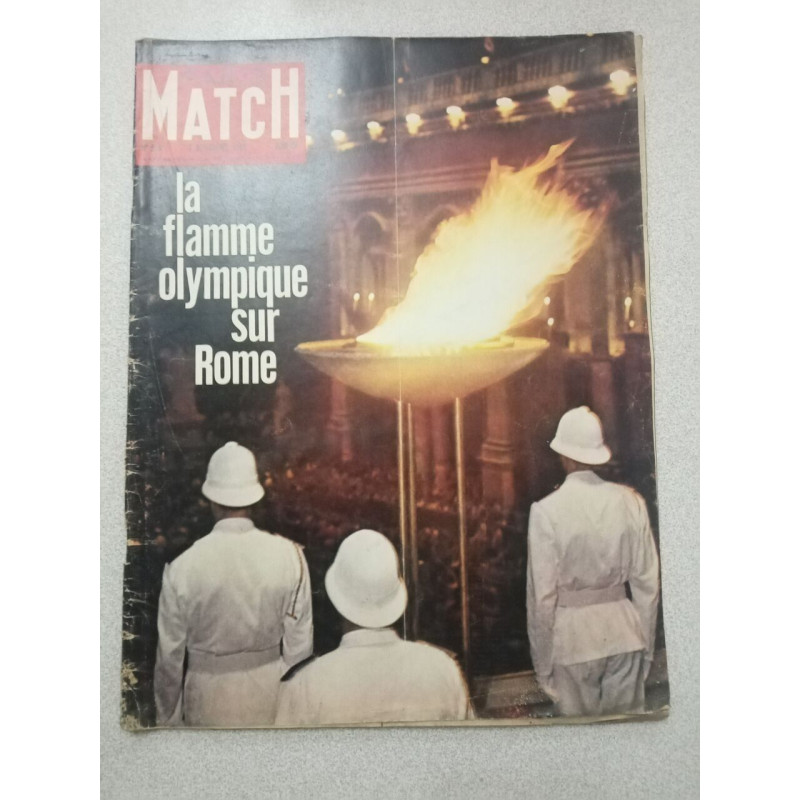 MATCH
la
flamme
olympique
sur
Rome